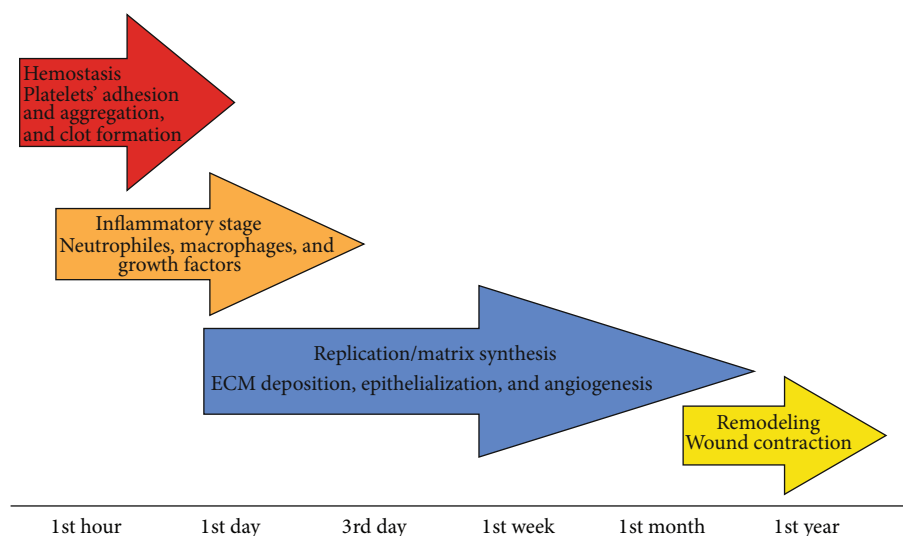 Hemostasis
Platelets’ adhesion
and aggregation,
and clot formation
Inflammatory stage
Neutrophiles, macrophages, and
growth factors
Replication/matrix synthesis
ECM deposition, epithelialization, and angiogenesis
Remodeling
Wound contraction
1st hour 1st day 3rd day 1st week 1st month 1st year